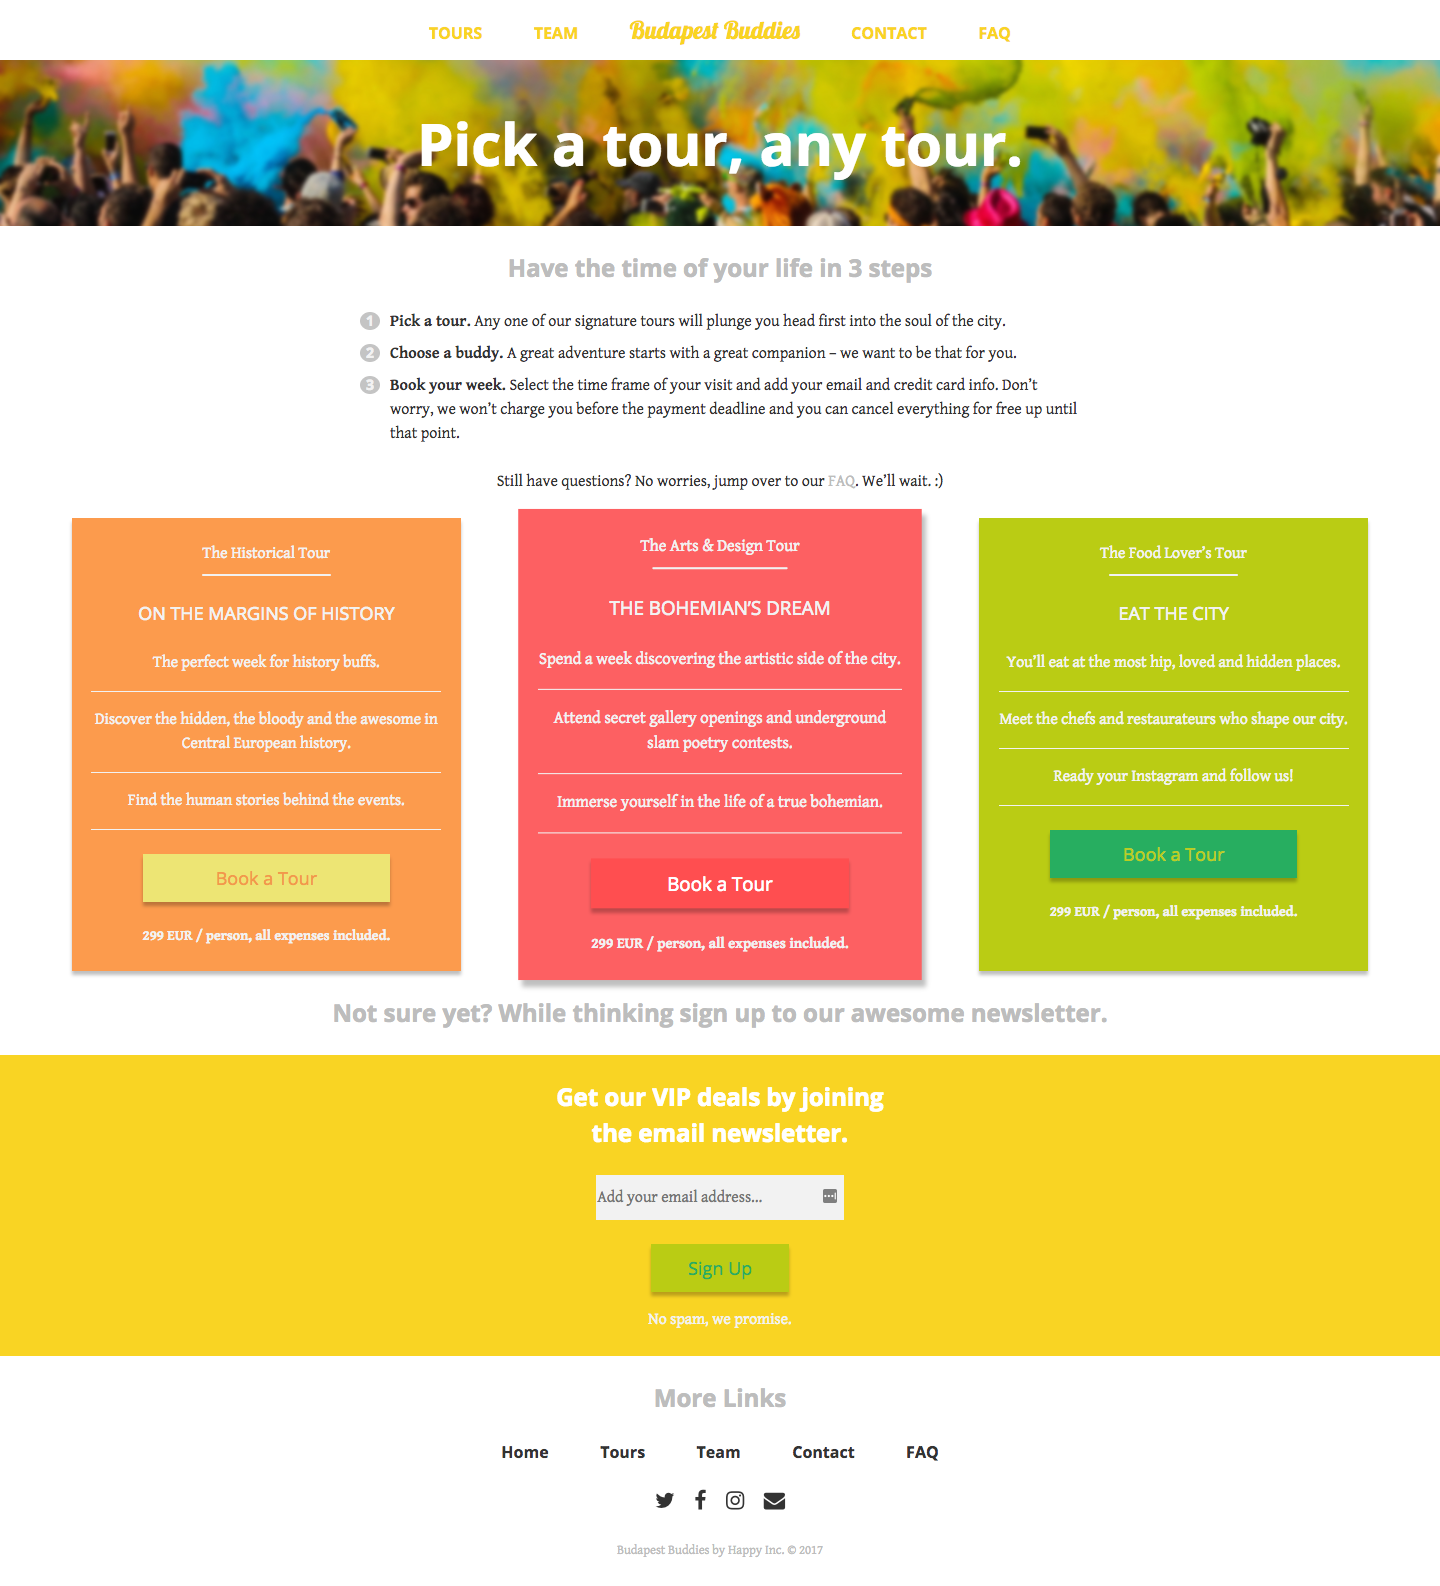 TOURS TEAM Budapest Buddies CONTACT FAQ
Pick a tour, any tour.
Have the time of your life in 3 steps
1 Pick a tour. Any one of our signature tours will plunge you head first into the soul of the city.
2 Choose a buddy. A great adventure starts with a great companion – we want to be that for you.
3 Book your week. Select the time frame of your visit and add your email and credit card info. Don’t
worry, we won’t charge you before the payment deadline and you can cancel everything for free up until
that point.
Still have questions? No worries, jump over to our FAQ. We’ll wait. :)
The Historical Tour
ON THE MARGINS OF HISTORY
The perfect week for history buffs.
Discover the hidden, the bloody and the awesome in
Central European history.
Find the human stories behind the events.
Book a Tour
299 EUR / person, all expenses included.
The Arts & Design Tour
THE BOHEMIAN’S DREAM
Spend a week discovering the artistic side of the city.
Attend secret gallery openings and underground
slam poetry contests.
Immerse yourself in the life of a true bohemian.
Book a Tour
299 EUR / person, all expenses included.
The Food Lover’s Tour
EAT THE CITY
You’ll eat at the most hip, loved and hidden places.
Meet the chefs and restaurateurs who shape our city.
Ready your Instagram and follow us!
Book a Tour
299 EUR / person, all expenses included.
Not sure yet? While thinking sign up to our awesome newsletter.
Get our VIP deals by joining
the email newsletter.
Add your email address...
Sign Up
No spam, we promise.
More Links
Home Tours Team Contact FAQ
Budapest Buddies by Happy Inc. © 2017